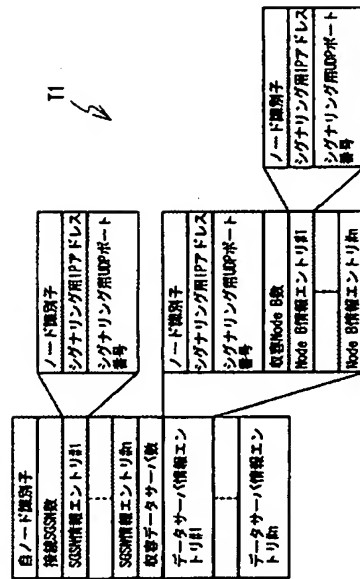 T1
自ノード識別子
接続SGSN数
SGSN情報エントリ#1
SGSN情報エントリ#n
収容データサーバ数
データサーバ情報エン
トリ#1
データサーバ情報エン
トリ#n
ノード識別子
シグナリング用IPアドレス
シグナリング用UDPポート
番号
ノード識別子
シグナリング用IPアドレス
シグナリング用UDPポート
番号
収容Node B数
Node B情報エントリ#1
Node B情報エントリ#n
ノード識別子
シグナリング用IPアドレス
シグナリング用UDPポート
番号